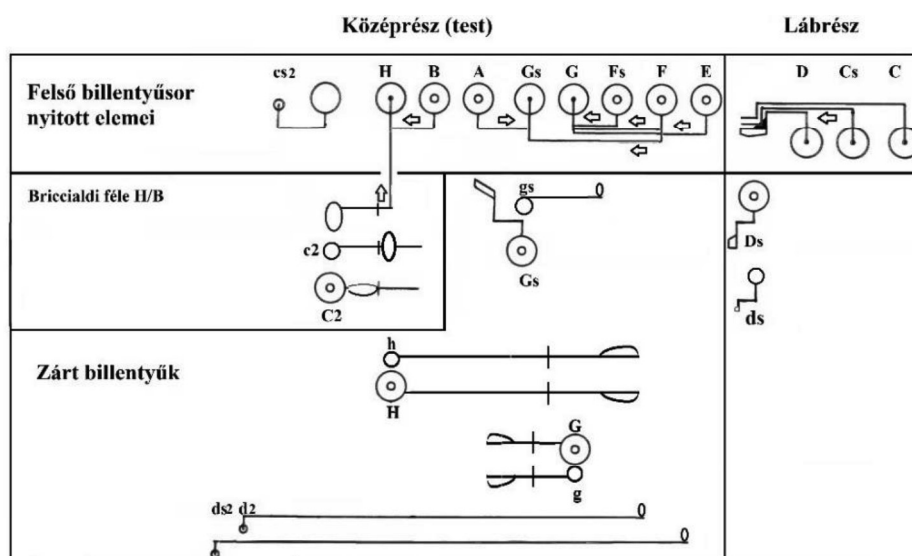 Középrész (test)
Lábrész
Felső billentyűsor
nyitott elemei
cs2
H
B
A
Gs
G
Fs
F
E
D
Cs
C
Briccialdi féle H/B
c2
C2
gs
Gs
Ds
ds
Zárt billentyűk
h
H
G
g
ds2
d2